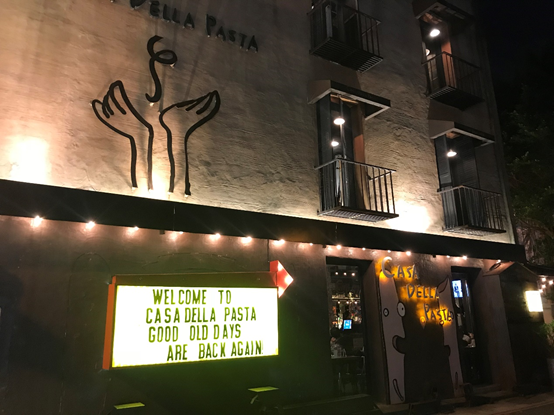 DELLA PASTA
WELCOME TO
CASA DELLA PASTA
GOOD OLD DAYS
ARE BACK AGAIN
CASA
DELLA
PASTA